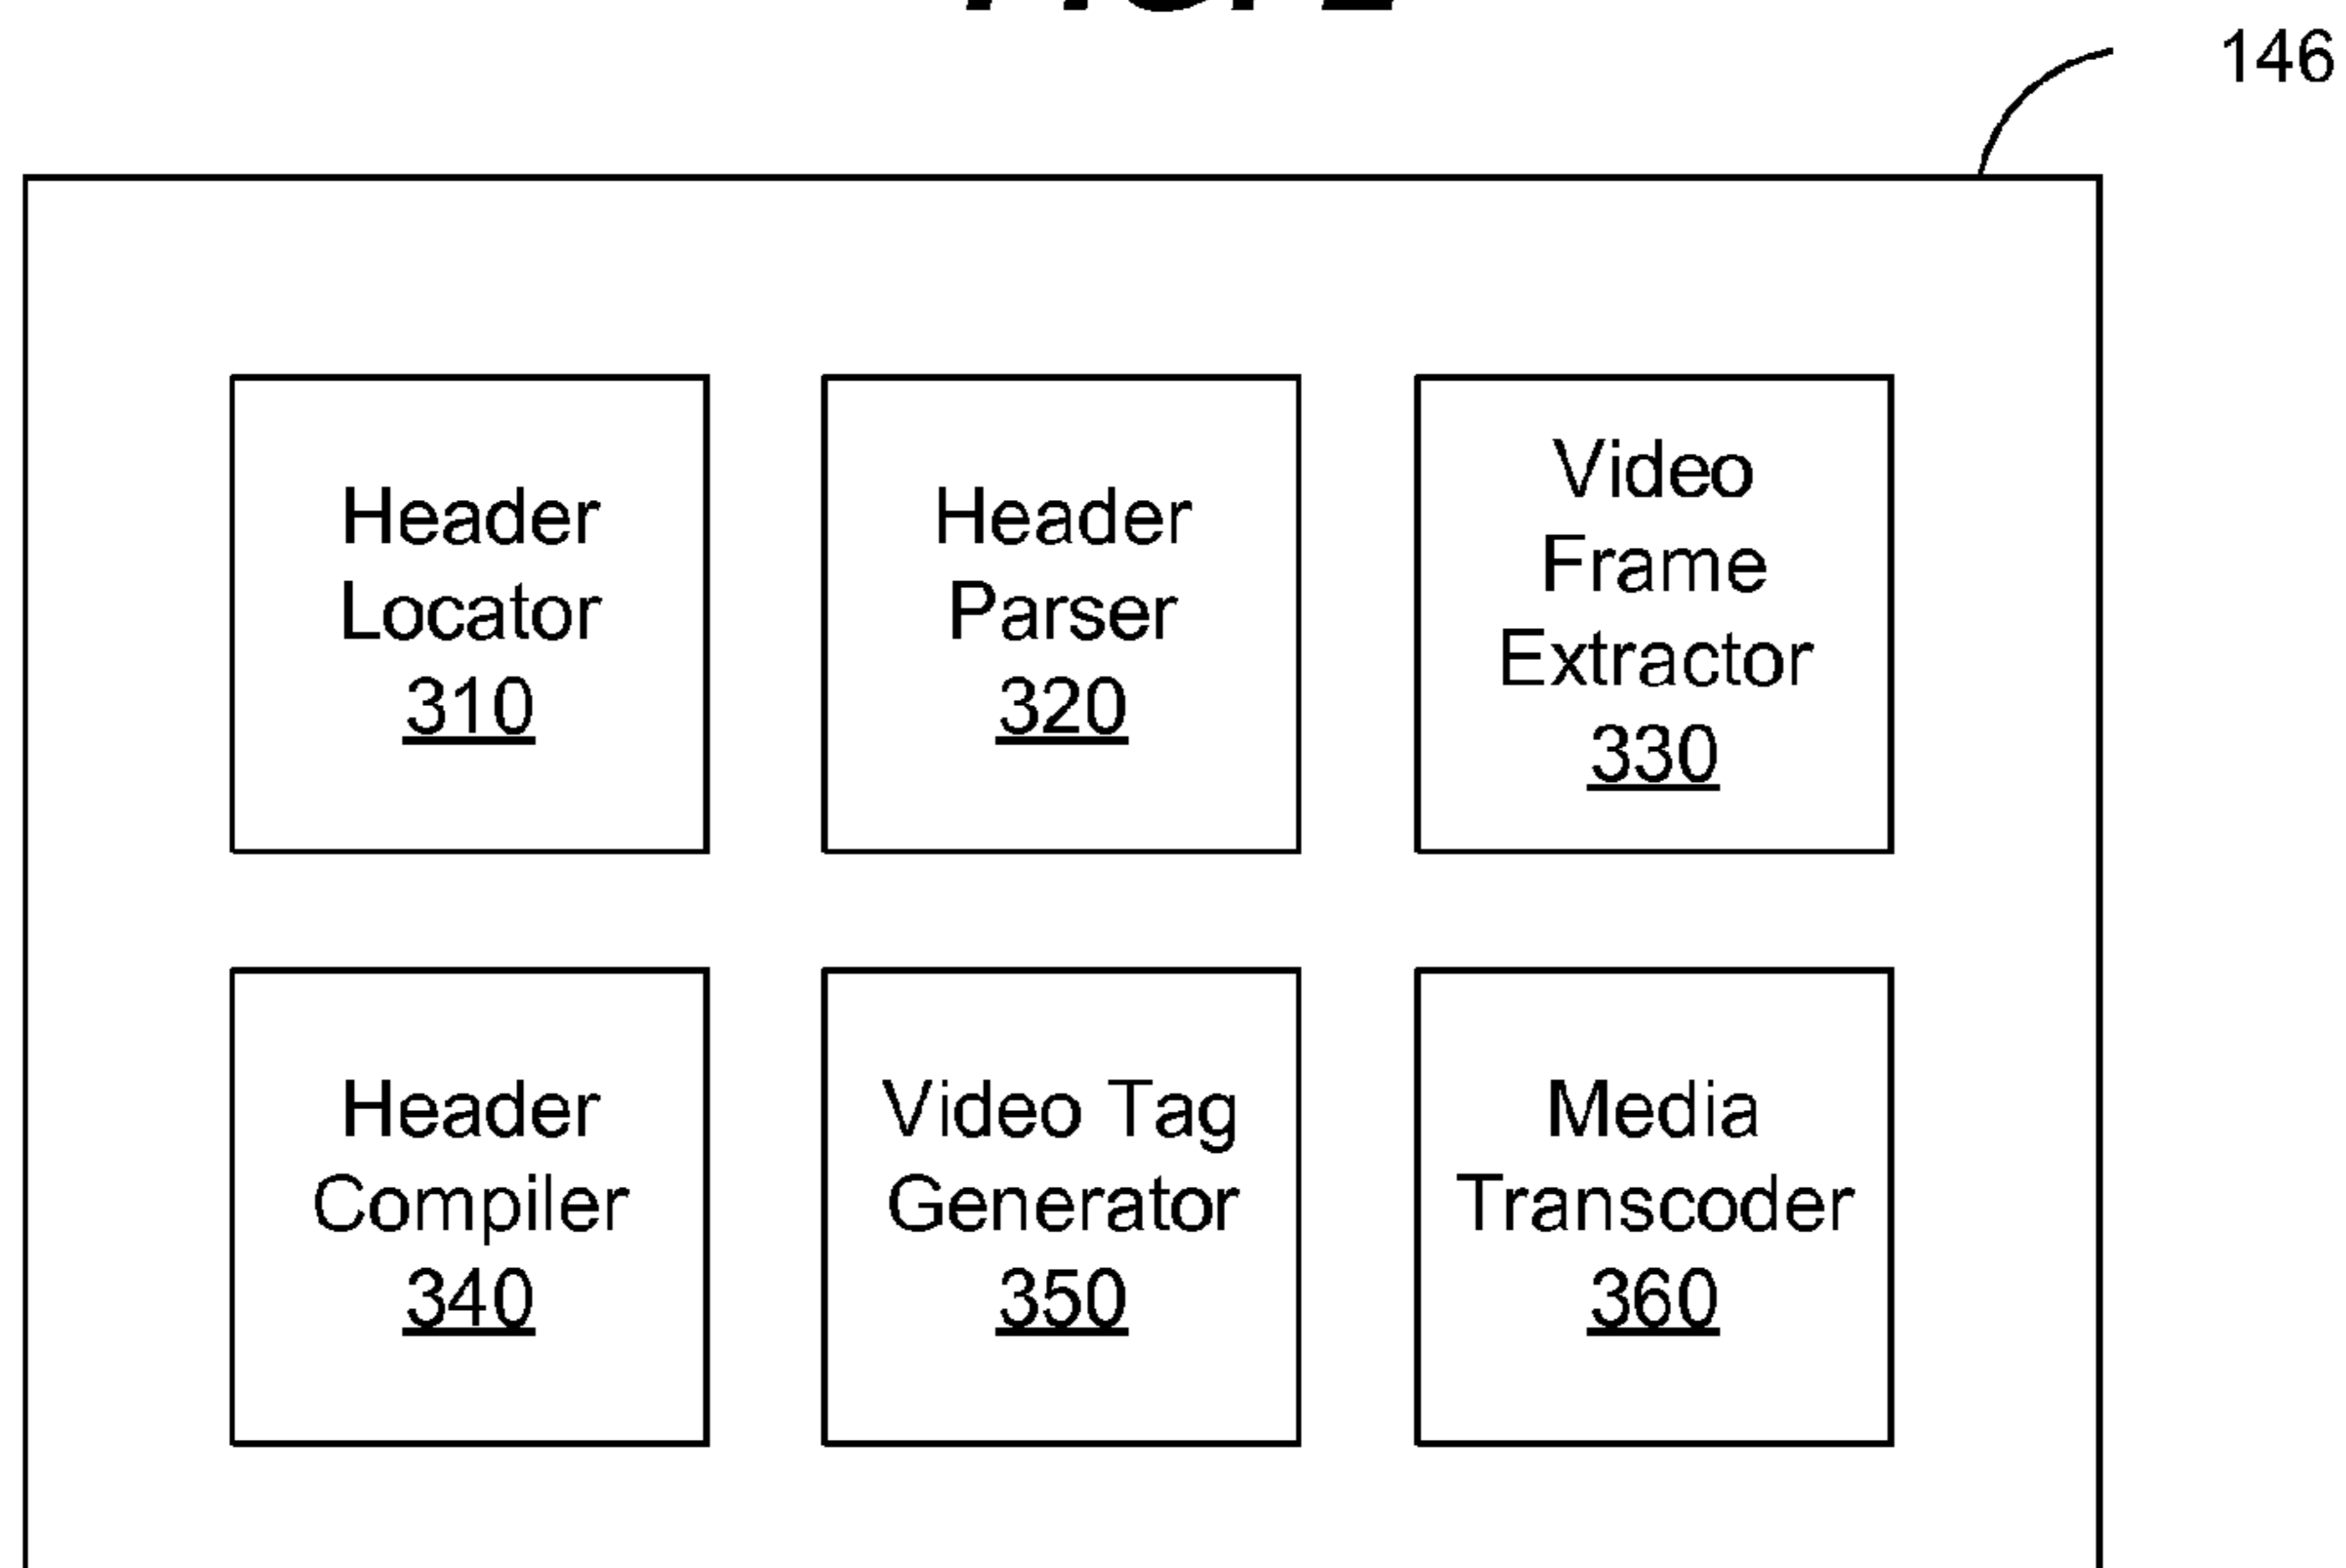 146
Header
Locator
310
Header
Parser
320
Video
Frame
Extractor
330
Header
Compiler
340
Video Tag
Generator
350
Media
Transcoder
360